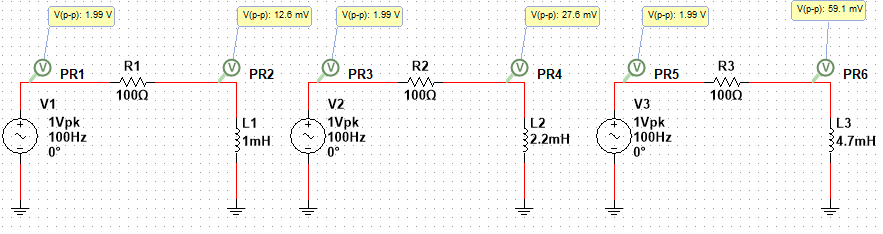 V(p-p): 1.99 V
V(p-p): 12.6 mV
V(p-p): 1.99 V
V(p-p): 27.6 mV
V(p-p): 1.99 V
V(p-p): 59.1 mV
PR1
R1
100Ω
PR2
V1
1Vpk
100Hz
0°
L1
1mH
PR3
R2
100Ω
PR4
V2
1Vpk
100Hz
0°
L2
2.2mH
PR5
R3
100Ω
PR6
V3
1Vpk
100Hz
0°
L3
4.7mH